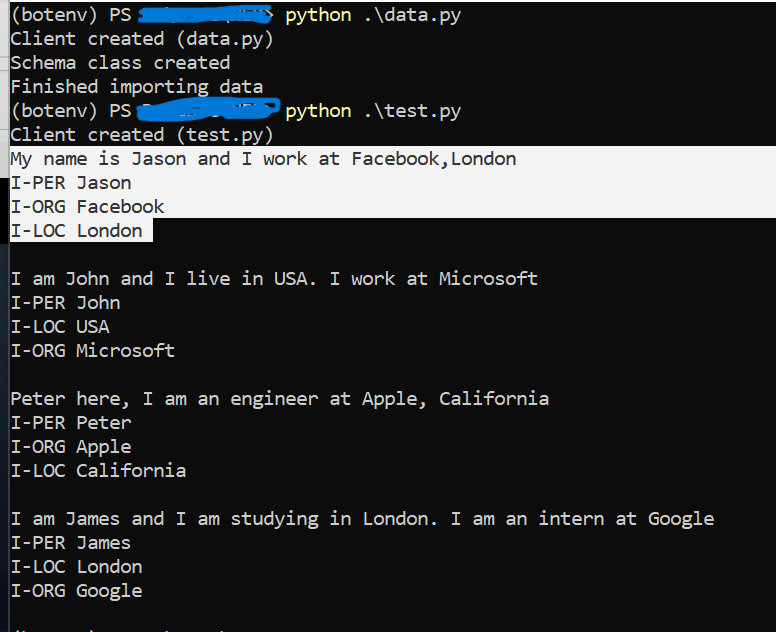 (botenv) PS > python .\data.py
Client created (data.py)
Schema class created
Finished importing data
(botenv) PS > python .\test.py
Client created (test.py)
My name is Jason and I work at Facebook,London
I-PER Jason
I-ORG Facebook
I-LOC London
I am John and I live in USA. I work at Microsoft
I-PER John
I-LOC USA
I-ORG Microsoft
Peter here, I am an engineer at Apple, California
I-PER Peter
I-ORG Apple
I-LOC California
I am James and I am studying in London. I am an intern at Google
I-PER James
I-LOC London
I-ORG Google